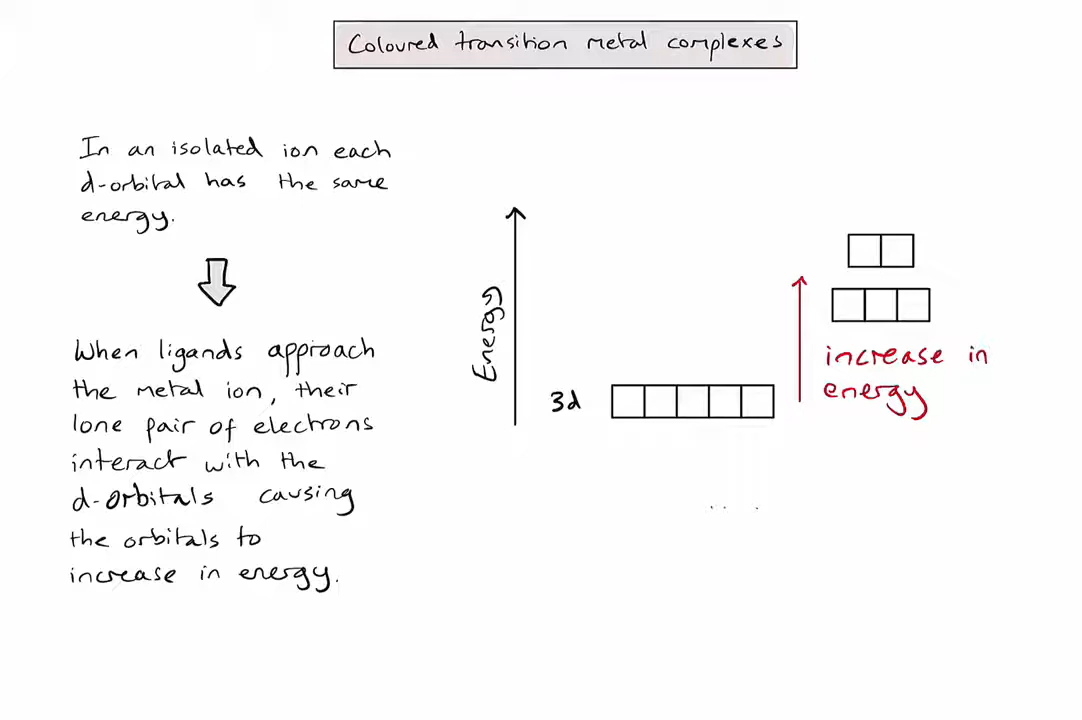 Coloured transition metal complexes
In an isolated ion each
d-orbital has the same
energy.
When ligands approach
the metal ion, their
lone pair of electrons
interact with the
d-orbitals causing
the orbitals to
increase in energy.
Energy
3d
increase in
energy